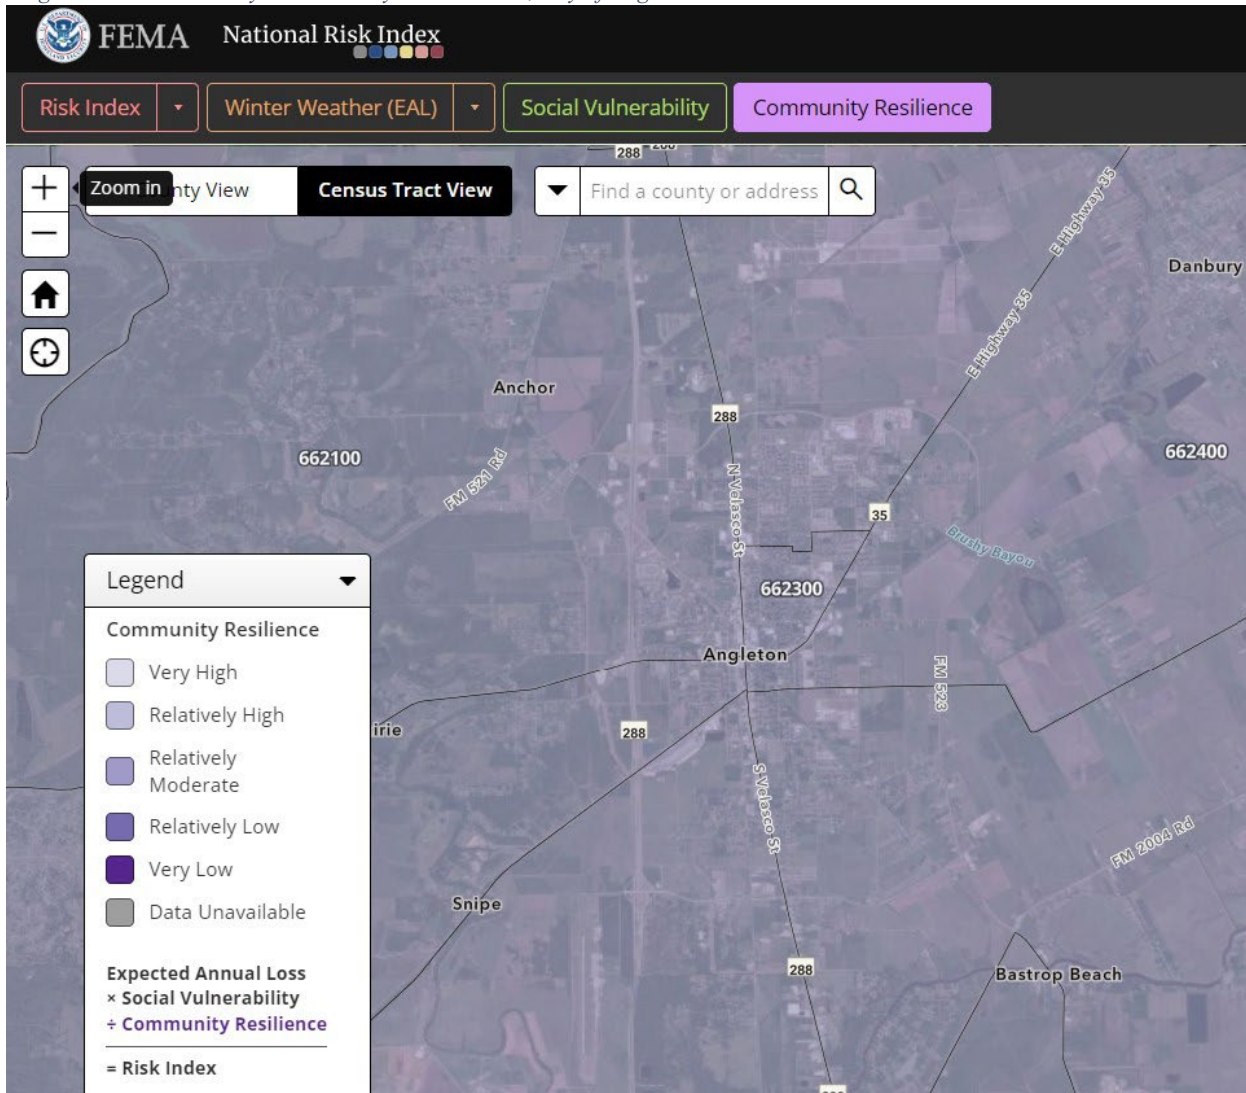 FEMA National Risk Index
Risk Index Winter Weather (EAL) Social Vulnerability Community Resilience
288
Zoom in nty View Census Tract View Find a county or address
E Highway 35
Danbury
E Highway 35
Anchor
288
662100
662400
FM 521 Rd
N Velasco St
35
Brushy Bayou
662300
Angleton
FM 523
irie
288
S Velasco St
FM 2004 Rd
Snipe
288
Bastrop Beach
Legend
Community Resilience
Very High
Relatively High
Relatively
Moderate
Relatively Low
Very Low
Data Unavailable
Expected Annual Loss
× Social Vulnerability
÷ Community Resilience
= Risk Index